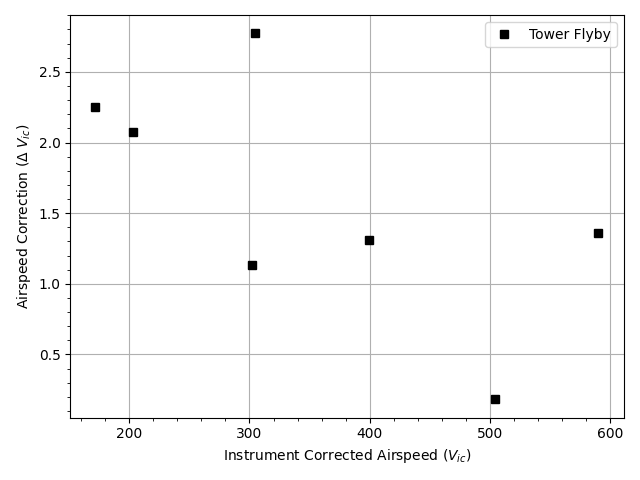 Tower Flyby
2.5
2.0
1.5
1.0
0.5
Airspeed Correction (Δ V_ic)
200 300 400 500 600
Instrument Corrected Airspeed (V_ic)